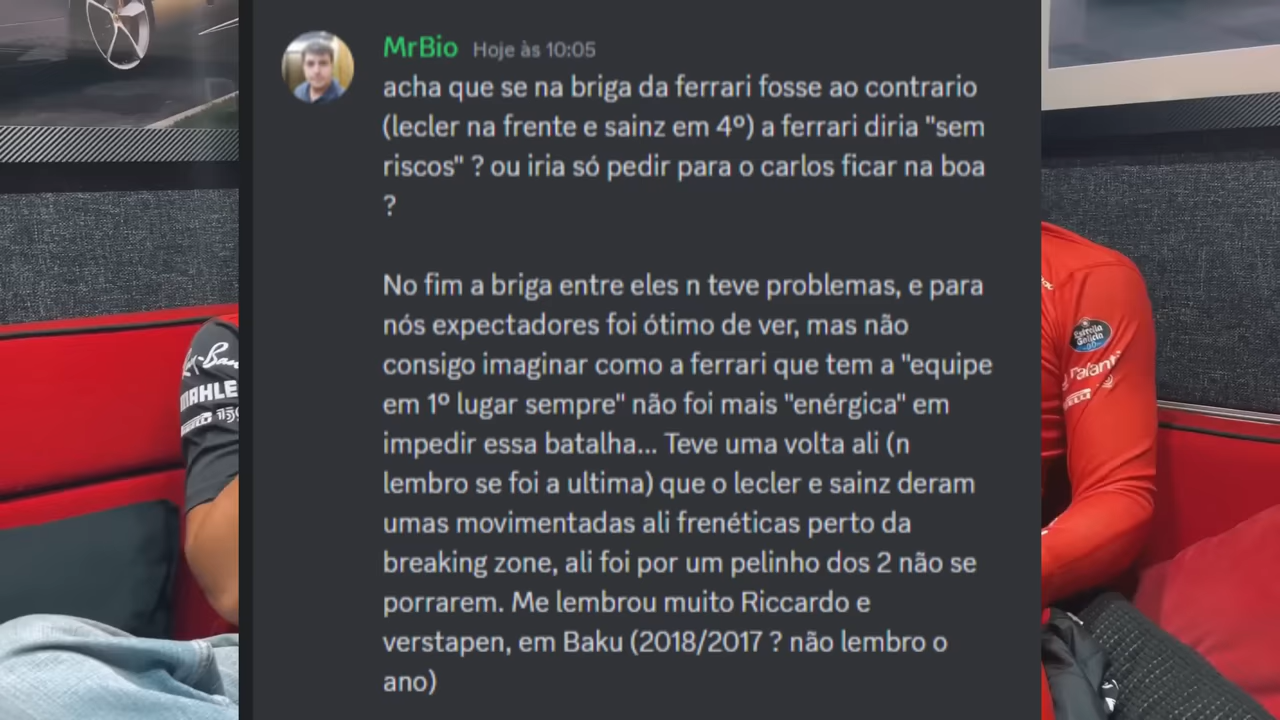 MrBio Hoje às 10:05
acha que se na briga da ferrari fosse ao contrario
(lecler na frente e sainz em 4º) a ferrari diria "sem
riscos" ? ou iria só pedir para o carlos ficar na boa
?
No fim a briga entre eles n teve problemas, e para
nós expectadores foi ótimo de ver, mas não
consigo imaginar como a ferrari que tem a "equipe
em 1º lugar sempre" não foi mais "enérgica" em
impedir essa batalha... Teve uma volta ali (n
lembro se foi a ultima) que o lecler e sainz deram
umas movimentadas ali frenéticas perto da
breaking zone, ali foi por um pelinho dos 2 não se
porrarem. Me lembrou muito Riccardo e
verstapen, em Baku (2018/2017 ? não lembro o
ano)
MAHLE
Estrella
Galicia
00